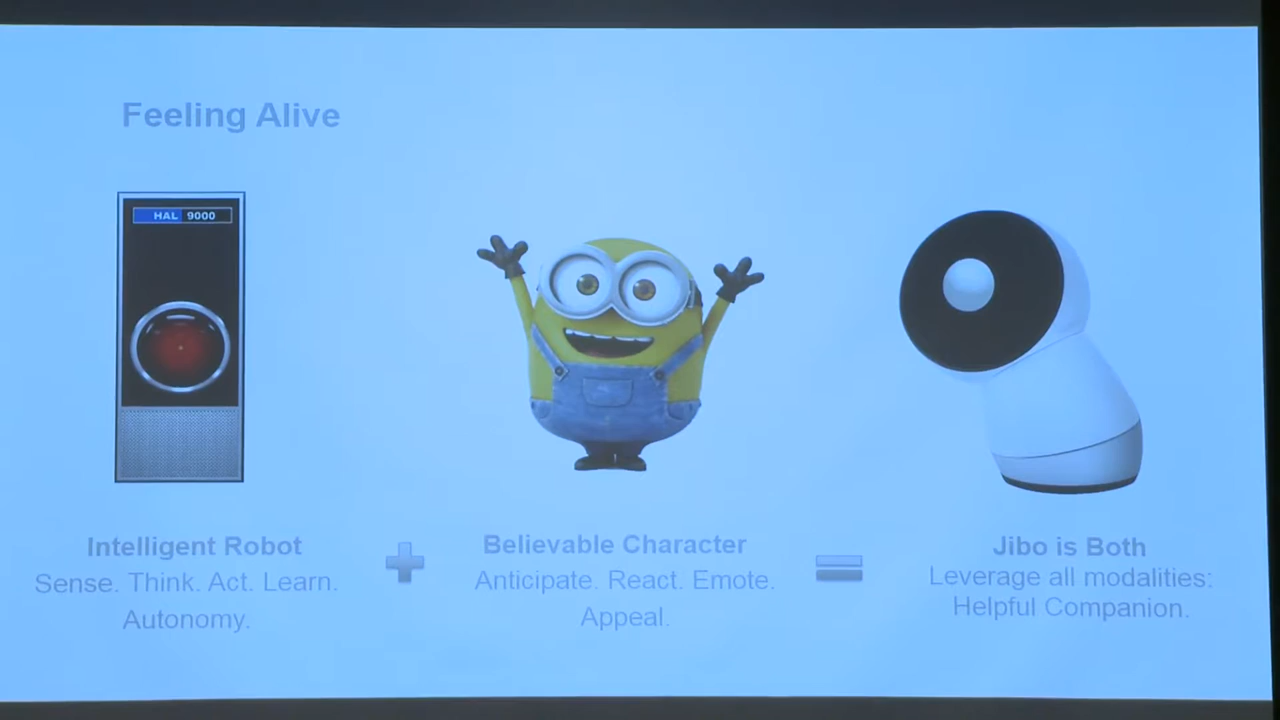 Feeling Alive
HAL 9000
Intelligent Robot
Sense. Think. Act. Learn.
Autonomy.
Believable Character
Anticipate. React. Emote.
Appeal.
Jibo is Both
Leverage all modalities:
Helpful Companion.